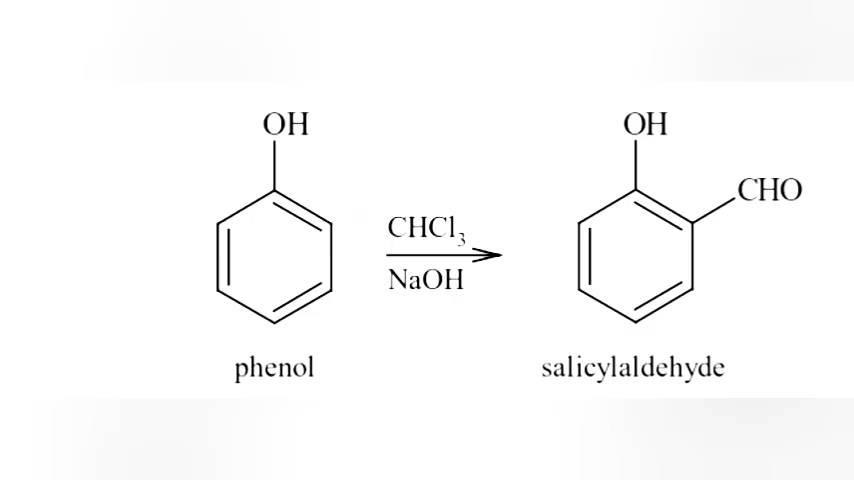 OH
OH
CHO
CHCl₃
NaOH
phenol
salicylaldehyde